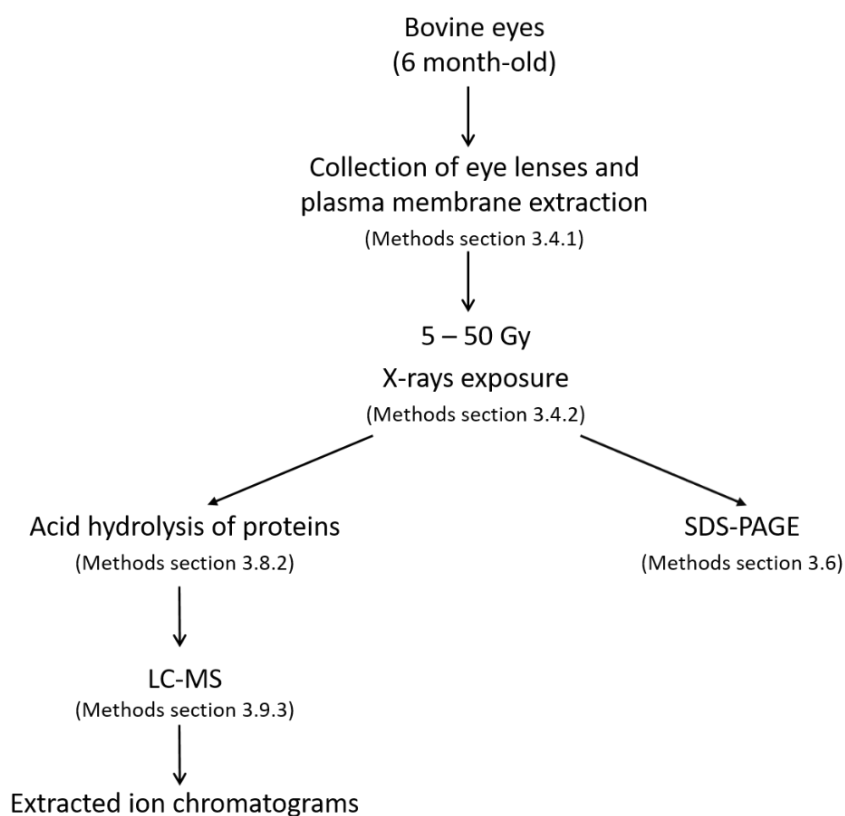 Bovine eyes
(6 month-old)
Collection of eye lenses and
plasma membrane extraction
(Methods section 3.4.1)
5 – 50 Gy
X-rays exposure
(Methods section 3.4.2)
Acid hydrolysis of proteins
(Methods section 3.8.2)
SDS-PAGE
(Methods section 3.6)
LC-MS
(Methods section 3.9.3)
Extracted ion chromatograms